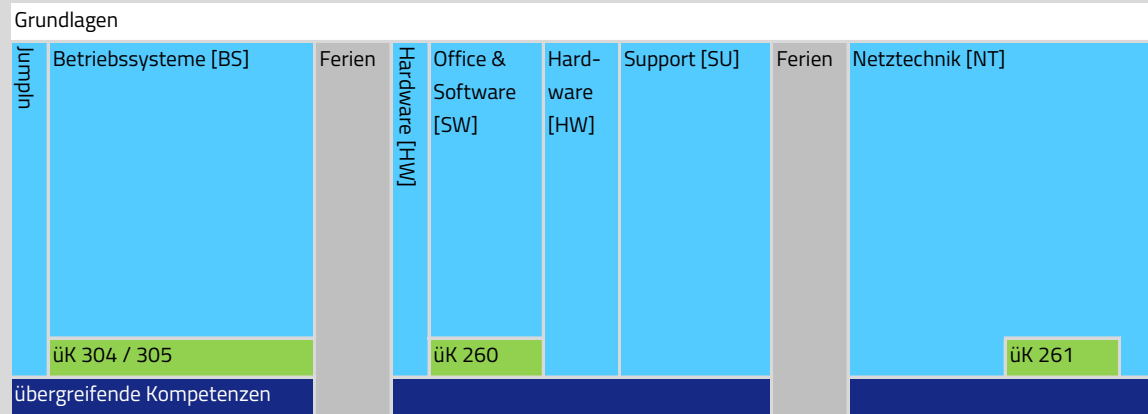 Grundlagen
JumpIn
Betriebssysteme [BS]
Ferien
Hardware [HW]
Office &
Software
[SW]
Hard-
ware
[HW]
Support [SU]
Ferien
Netztechnik [NT]
üK 304 / 305
üK 260
üK 261
übergreifende Kompetenzen